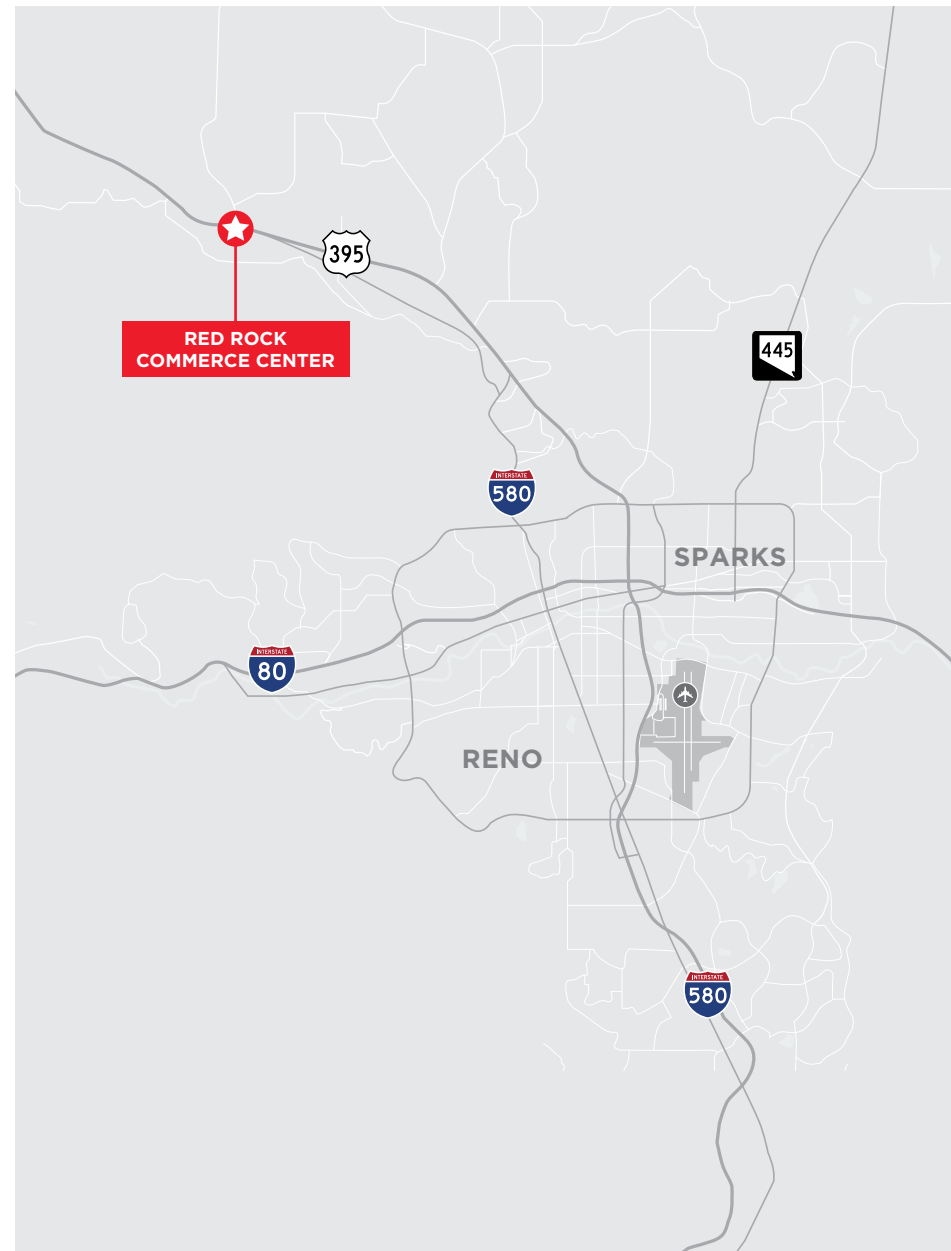 395
RED ROCK
COMMERCE CENTER
445
INTERSTATE
580
SPARKS
INTERSTATE
80
RENO
INTERSTATE
580